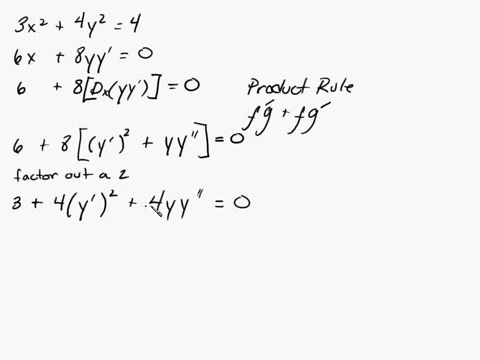 3x² + 4y² = 4
6x + 8yy' = 0
6 + 8[Dₓ(yy')] = 0
Product Rule
f'g + fg'
6 + 8[(y')² + yy''] = 0
factor out a 2
3 + 4(y')² + 4yy'' = 0